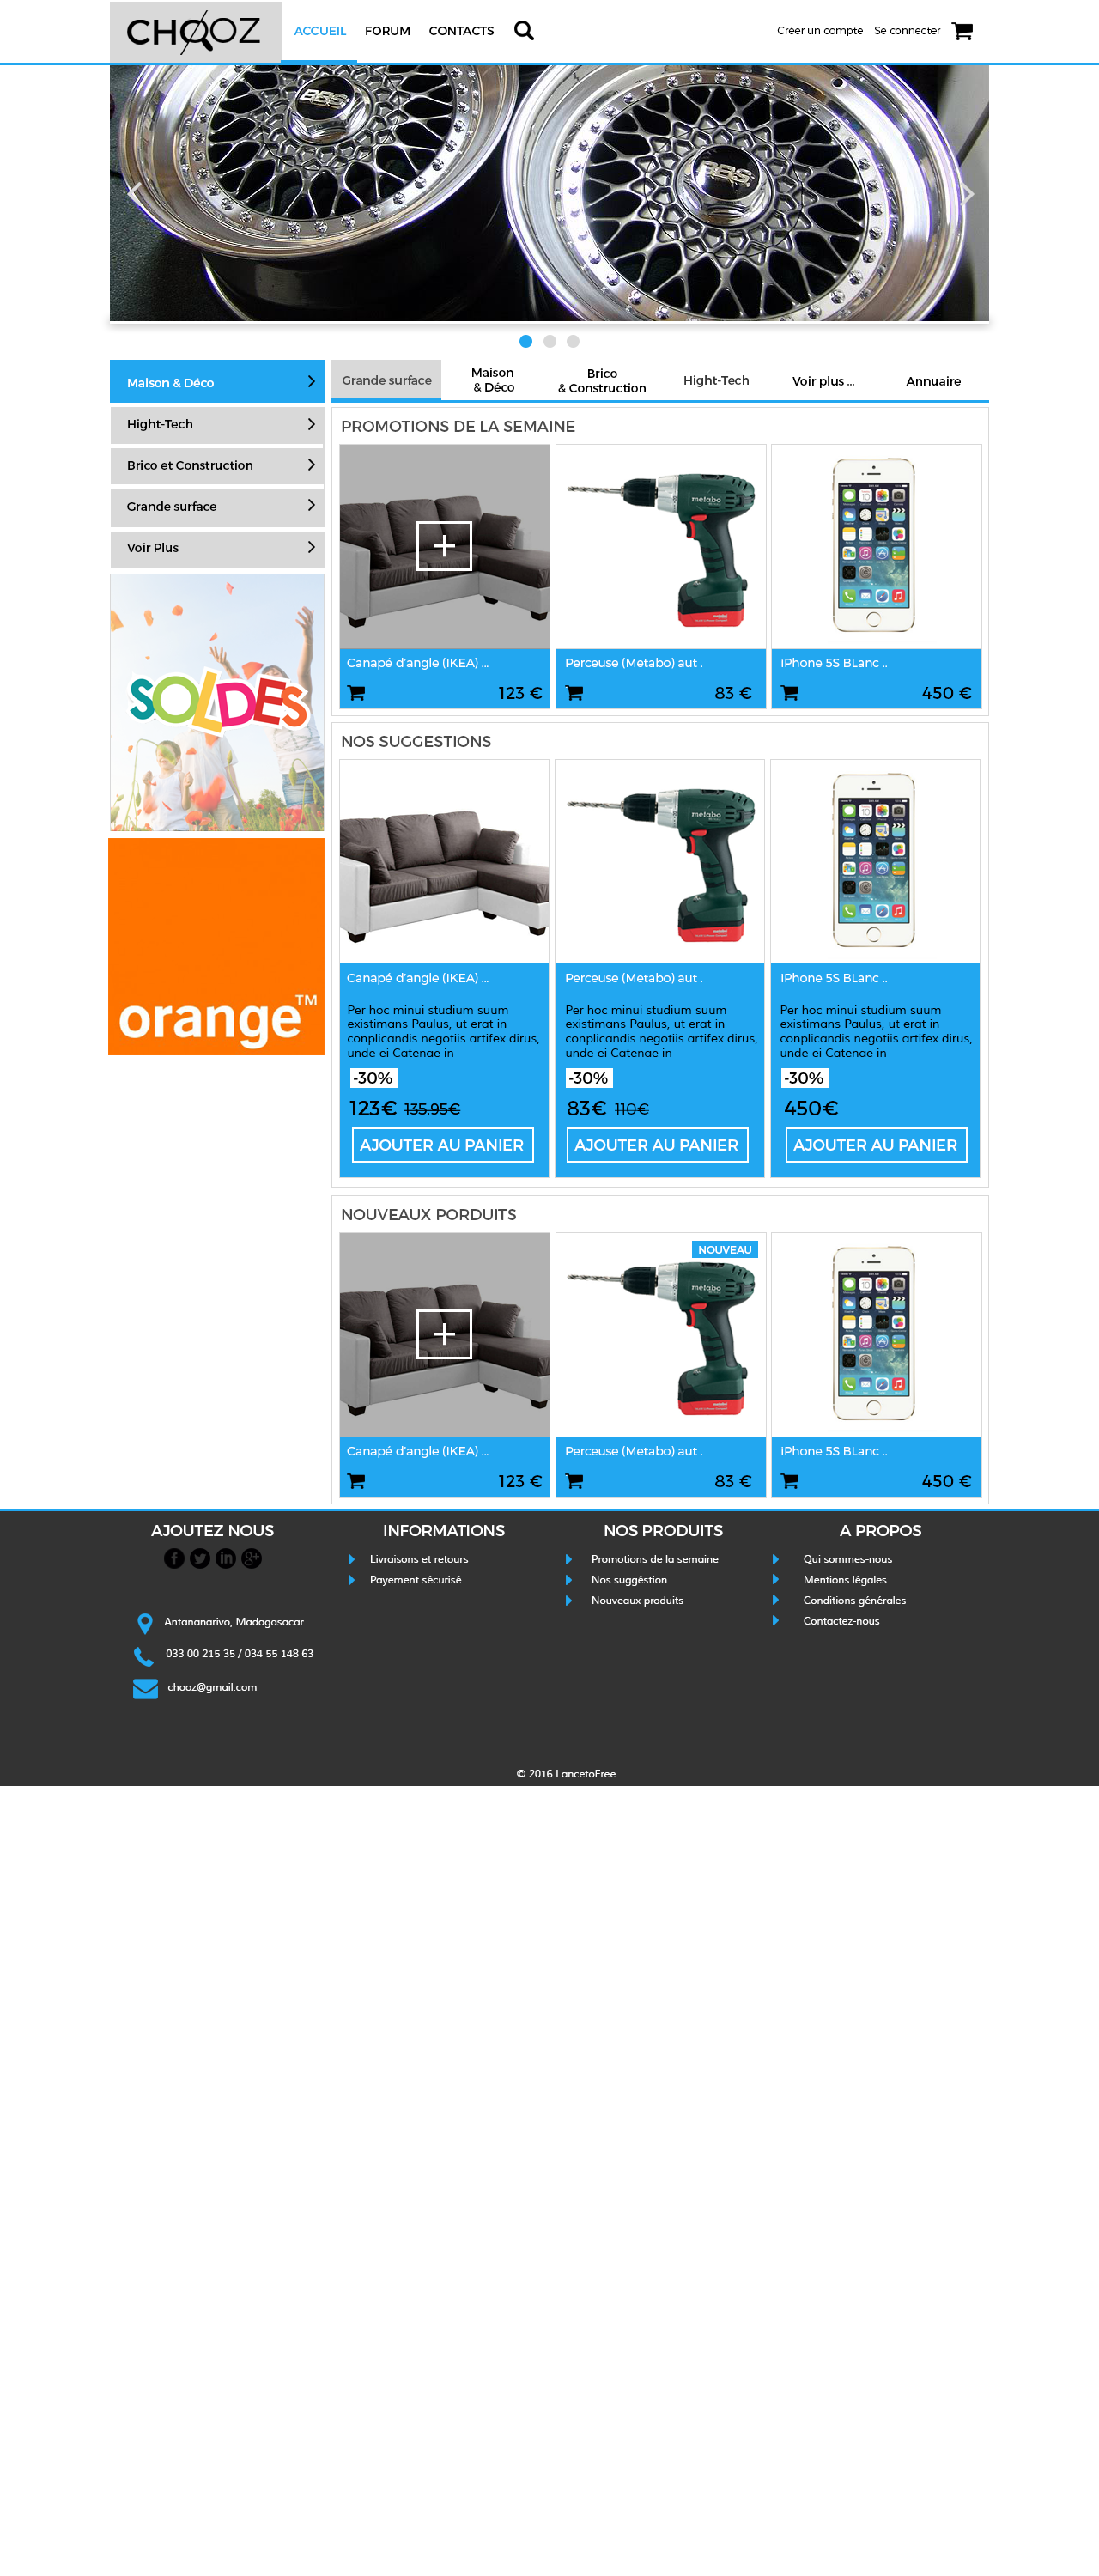 CHOOZ
ACCUEIL FORUM CONTACTS
Créer un compte Se connecter
BBS
BBS
Maison & Déco
Hight-Tech
Brico et Construction
Grande surface
Voir Plus
SOLDES
orange™
Grande surface
Maison
& Déco
Brico
& Construction
Hight-Tech
Voir plus ...
Annuaire
PROMOTIONS DE LA SEMAINE
metabo
Canapé d'angle (IKEA) ...
123 €
Perceuse (Metabo) aut .
83 €
IPhone 5S BLanc ..
450 €
NOS SUGGESTIONS
metabo
Canapé d'angle (IKEA) ...
Per hoc minui studium suum
existimans Paulus, ut erat in
conplicandis negotiis artifex dirus,
unde ei Catenae in
-30%
123€ 135,95€
AJOUTER AU PANIER
Perceuse (Metabo) aut .
Per hoc minui studium suum
existimans Paulus, ut erat in
conplicandis negotiis artifex dirus,
unde ei Catenae in
-30%
83€ 110€
AJOUTER AU PANIER
IPhone 5S BLanc ..
Per hoc minui studium suum
existimans Paulus, ut erat in
conplicandis negotiis artifex dirus,
unde ei Catenae in
-30%
450€
AJOUTER AU PANIER
NOUVEAUX PORDUITS
NOUVEAU
metabo
Canapé d'angle (IKEA) ...
123 €
Perceuse (Metabo) aut .
83 €
IPhone 5S BLanc ..
450 €
AJOUTEZ NOUS
Antananarivo, Madagasacar
033 00 215 35 / 034 55 148 63
chooz@gmail.com
INFORMATIONS
Livraisons et retours
Payement sécurisé
NOS PRODUITS
Promotions de la semaine
Nos suggéstion
Nouveaux produits
A PROPOS
Qui sommes-nous
Mentions légales
Conditions générales
Contactez-nous
© 2016 LancetoFree